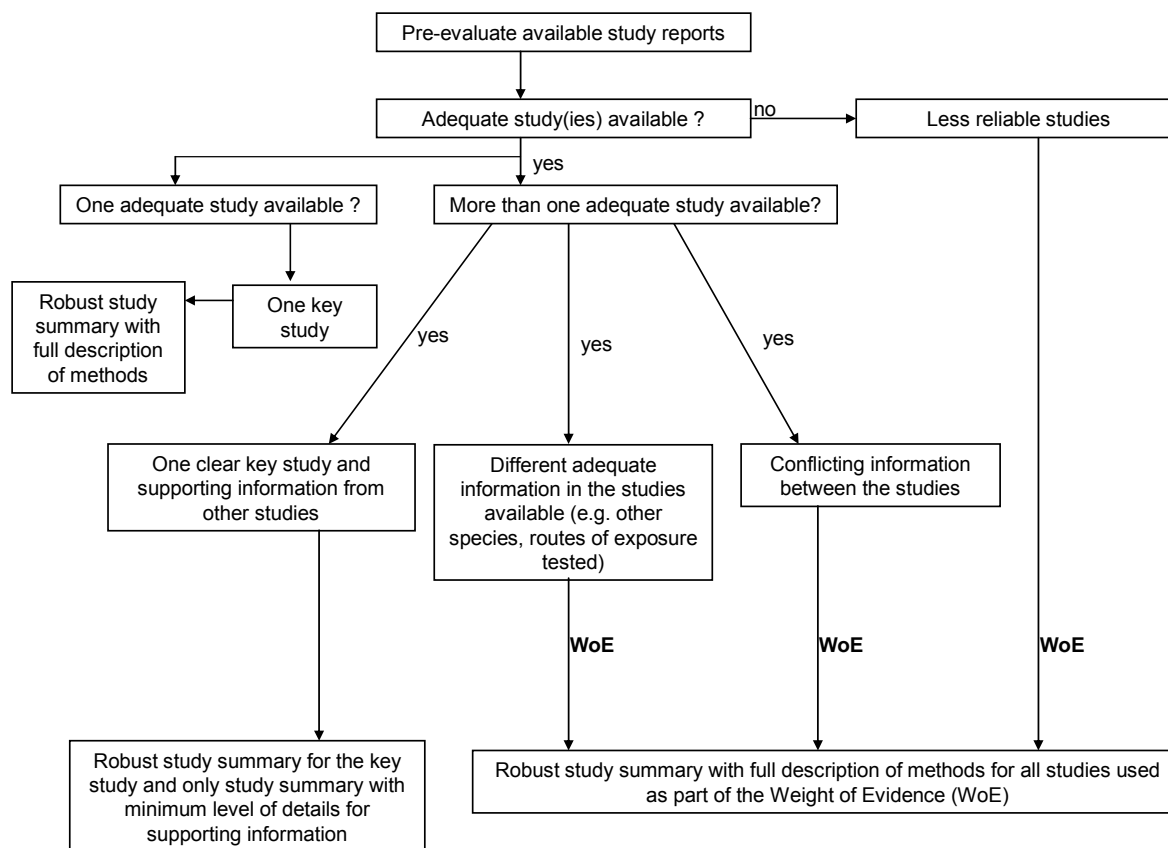 Pre-evaluate available study reports
Adequate study(ies) available ?
no
Less reliable studies
yes
One adequate study available ?
More than one adequate study available?
Robust study
summary with
full description
of methods
One key
study
yes
yes
yes
One clear key study and
supporting information from
other studies
Different adequate
information in the studies
available (e.g. other
species, routes of exposure
tested)
Conflicting information
between the studies
WoE
WoE
WoE
Robust study summary for the key
study and only study summary with
minimum level of details for
supporting information
Robust study summary with full description of methods for all studies used
as part of the Weight of Evidence (WoE)